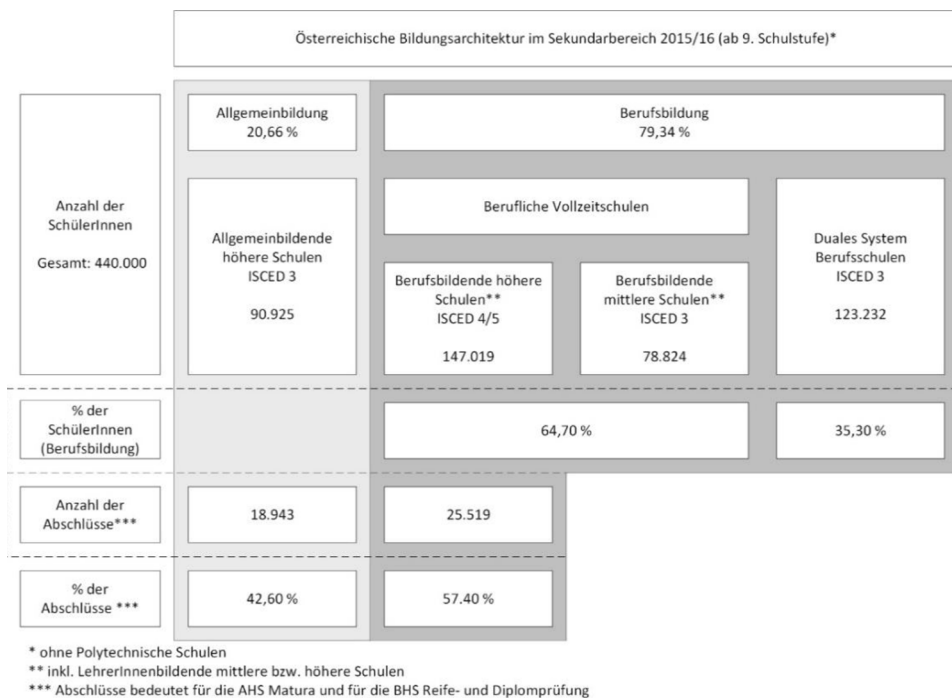 Österreichische Bildungsarchitektur im Sekundarbereich 2015/16 (ab 9. Schulstufe)*
Anzahl der
SchülerInnen
Gesamt: 440.000
Allgemeinbildung
20,66 %
Berufsbildung
79,34 %
Allgemeinbildende
höhere Schulen
ISCED 3
90.925
Berufliche Vollzeitschulen
Berufsbildende höhere
Schulen**
ISCED 4/5
147.019
Berufsbildende
mittlere Schulen**
ISCED 3
78.824
Duales System
Berufsschulen
ISCED 3
123.232
% der
SchülerInnen
(Berufsbildung)
64,70 %
35,30 %
Anzahl der
Abschlüsse***
18.943
25.519
% der
Abschlüsse ***
42,60 %
57.40 %
* ohne Polytechnische Schulen
** inkl. LehrerInnenbildende mittlere bzw. höhere Schulen
*** Abschlüsse bedeutet für die AHS Matura und für die BHS Reife- und Diplomprüfung